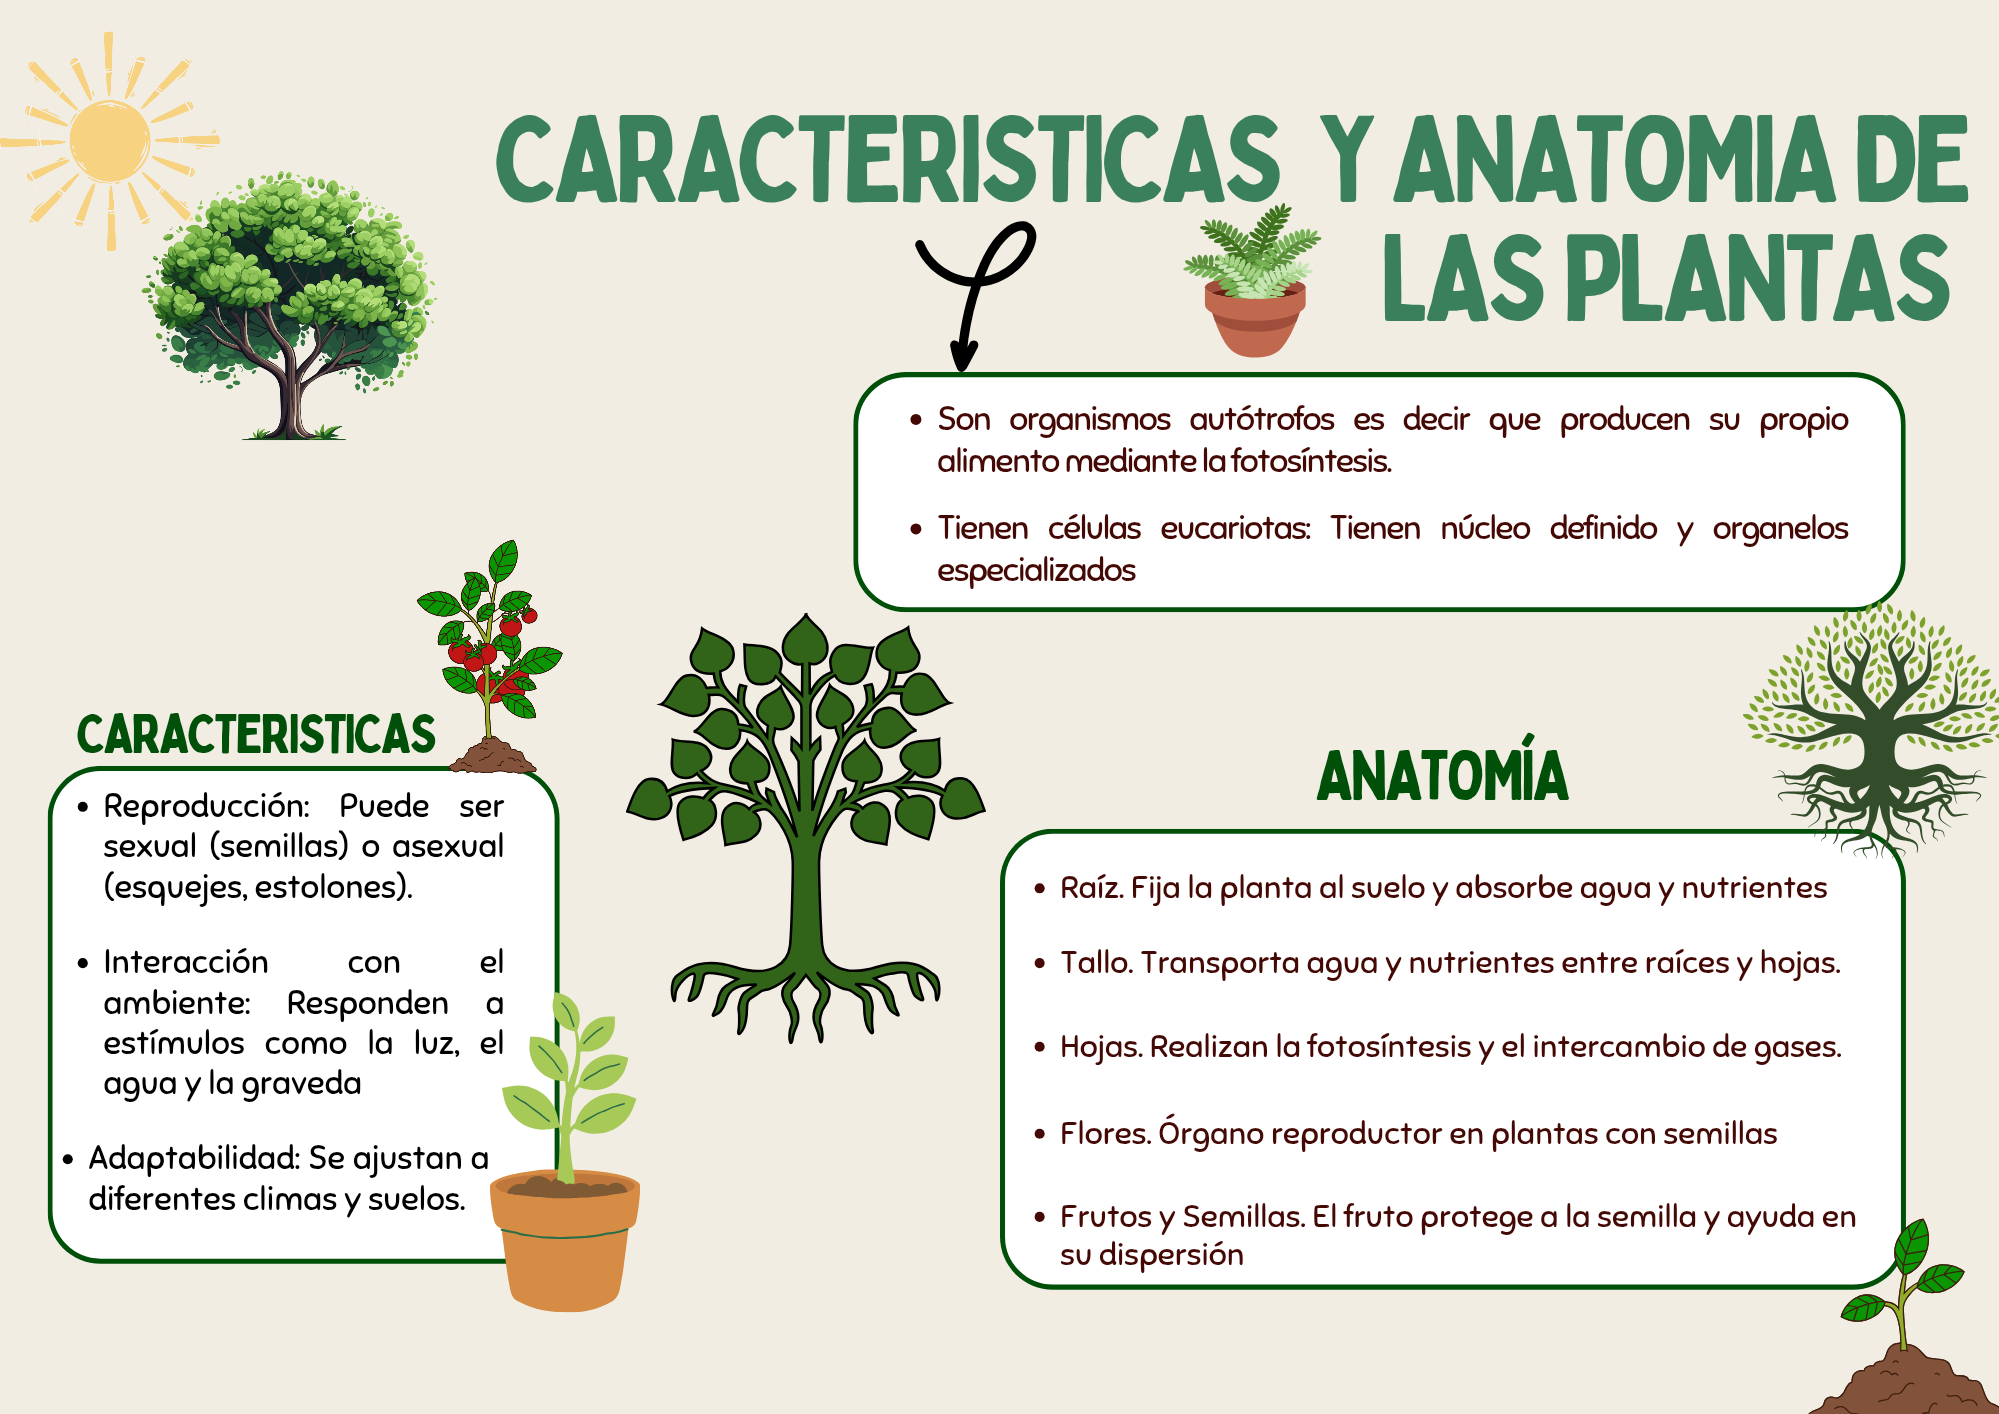 CARACTERISTICAS Y ANATOMIA DE
LAS PLANTAS
• Son organismos autótrofos es decir que producen su propio
alimento mediante la fotosíntesis.
• Tienen células eucariotas: Tienen núcleo definido y organelos
especializados
CARACTERISTICAS
• Reproducción: Puede ser
sexual (semillas) o asexual
(esquejes, estolones).
• Interacción con el
ambiente: Responden a
estímulos como la luz, el
agua y la graveda
• Adaptabilidad: Se ajustan a
diferentes climas y suelos.
ANATOMÍA
• Raíz. Fija la planta al suelo y absorbe agua y nutrientes
• Tallo. Transporta agua y nutrientes entre raíces y hojas.
• Hojas. Realizan la fotosíntesis y el intercambio de gases.
• Flores. Órgano reproductor en plantas con semillas
• Frutos y Semillas. El fruto protege a la semilla y ayuda en
su dispersión